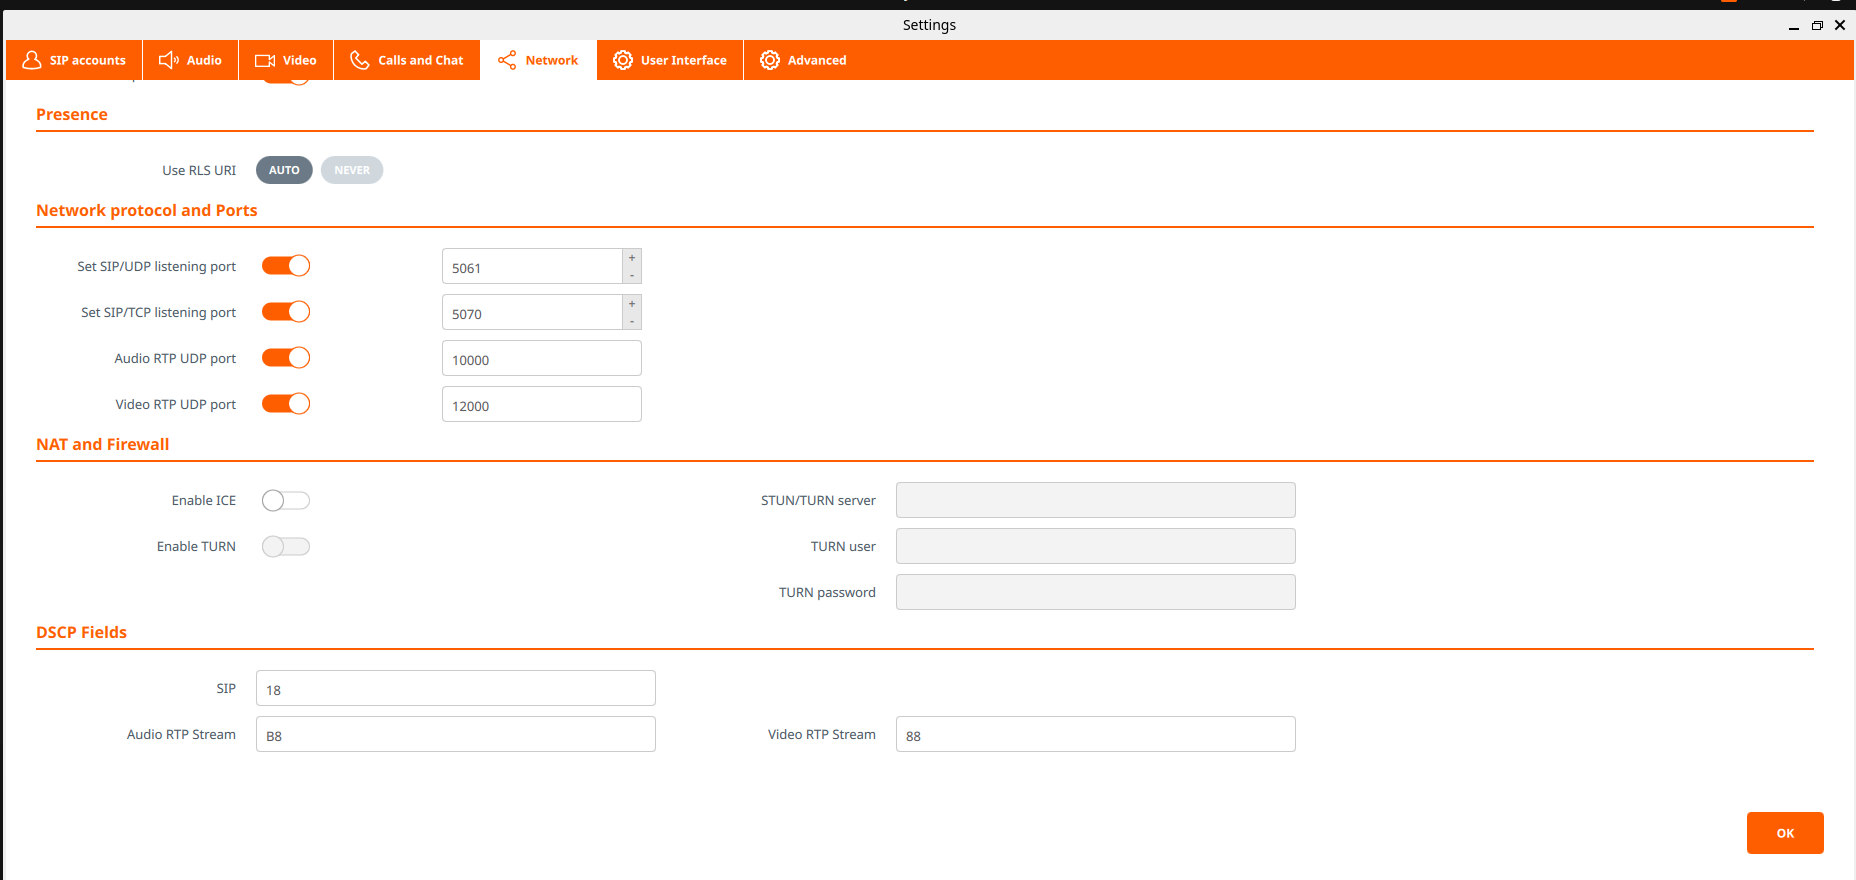 Settings
SIP accounts Audio Video Calls and Chat Network User Interface Advanced
Presence
Use RLS URI AUTO NEVER
Network protocol and Ports
Set SIP/UDP listening port 5061 + -
Set SIP/TCP listening port 5070 + -
Audio RTP UDP port 10000
Video RTP UDP port 12000
NAT and Firewall
Enable ICE STUN/TURN server
Enable TURN TURN user
TURN password
DSCP Fields
SIP 18
Audio RTP Stream B8 Video RTP Stream 88
OK